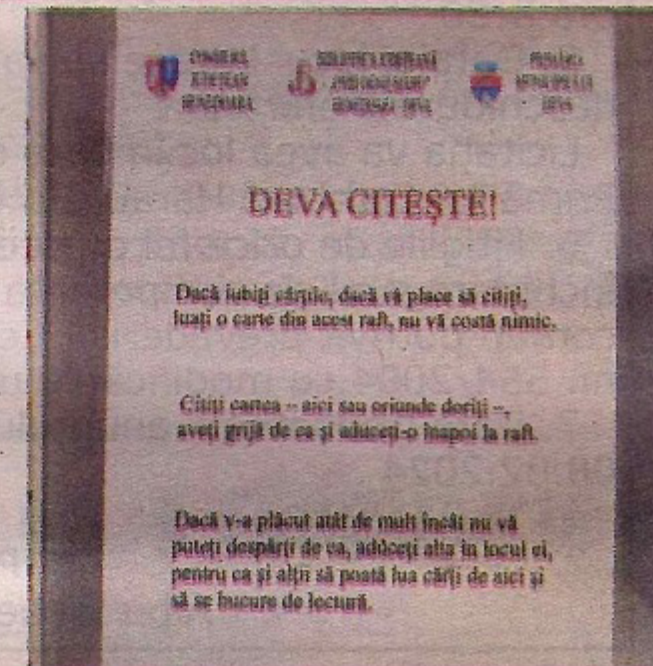 CONSILIUL
JUDEȚEAN
HUNEDOARA
BIBLIOTECA JUDEȚEANĂ
HUNEDOARA - DEVA
PRIMĂRIA
MUNICIPIULUI
DEVA
DEVA CITEȘTE!
Dacă iubiți cărțile, dacă vă place să citiți,
luați o carte din acest raft, nu vă costă nimic.
Citiți cartea – aici sau oriunde doriți –,
aveți grijă de ea și aduceți-o înapoi la raft.
Dacă v-a plăcut atât de mult încât nu vă
puteți despărți de ea, aduceți alta în locul ei,
pentru ca și alții să poată lua cărți de aici și
să se bucure de lectură.